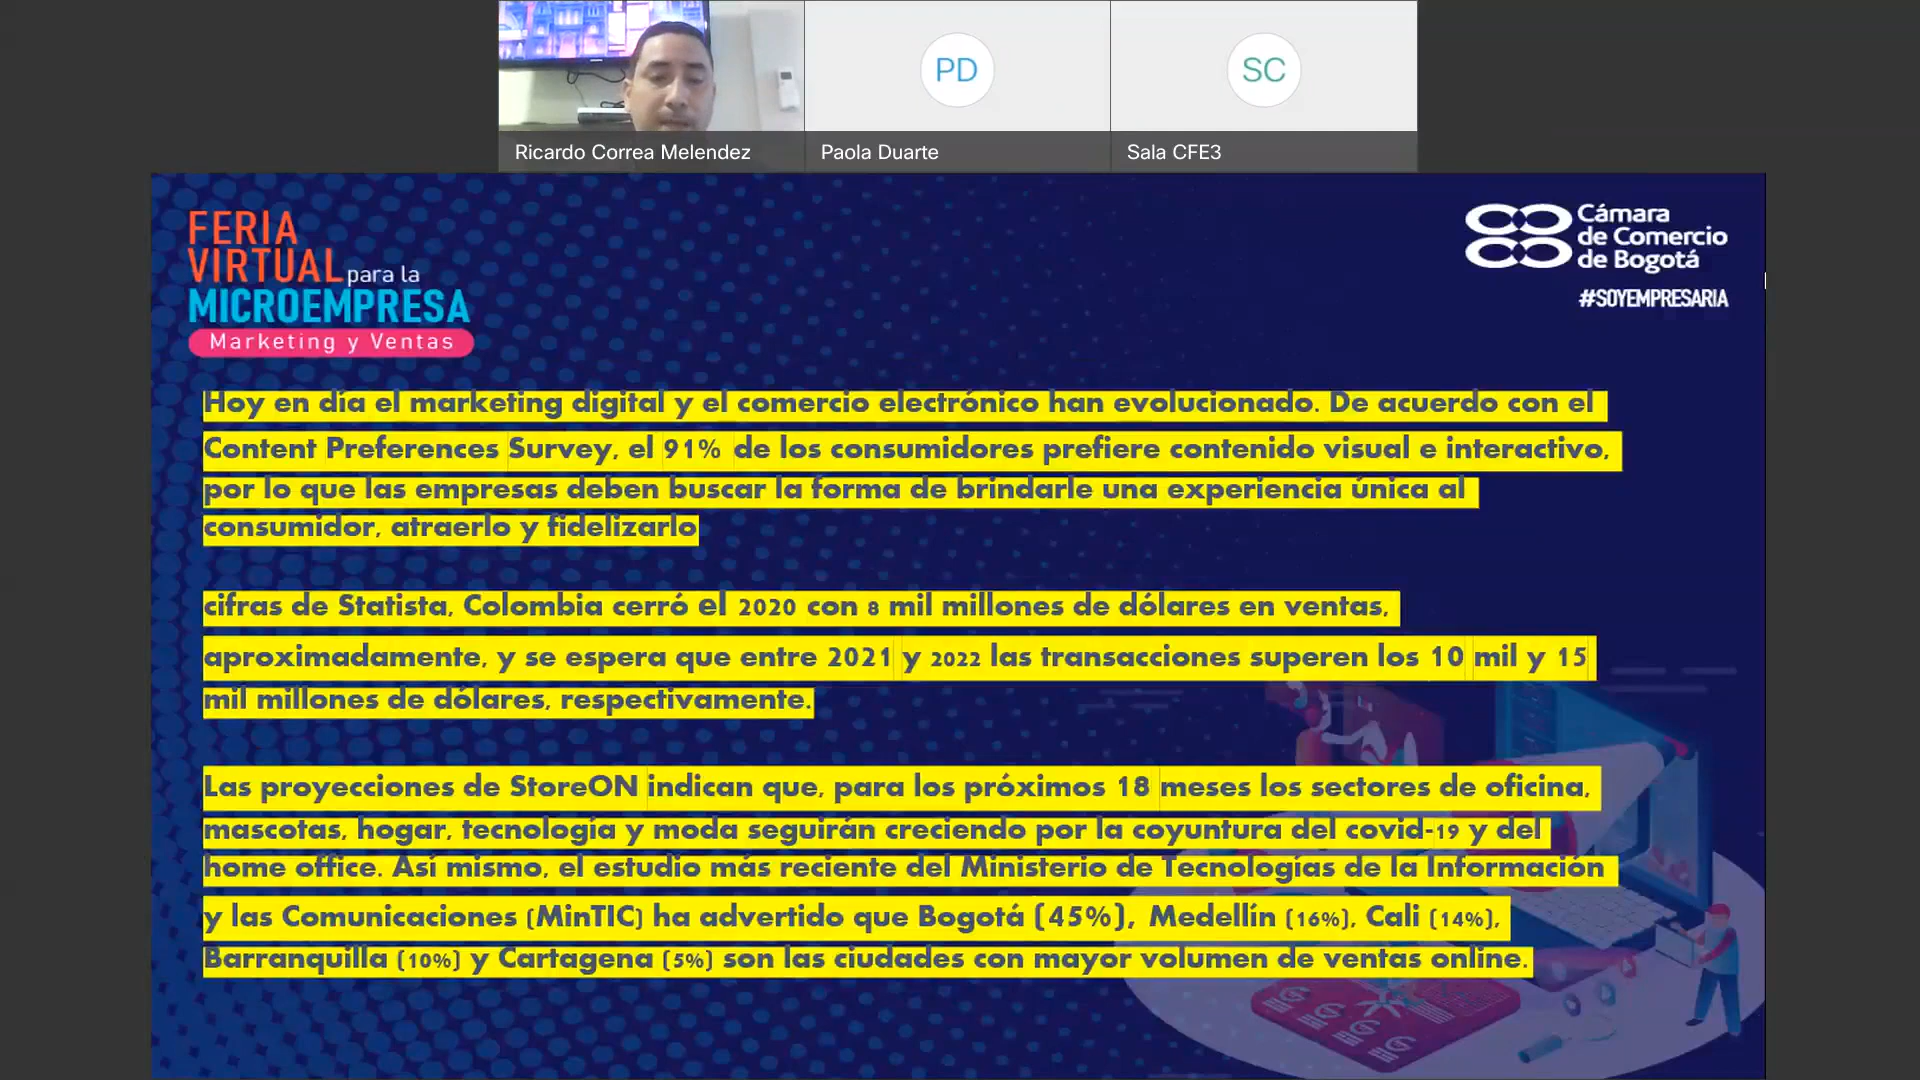 Ricardo Correa Melendez
PD
Paola Duarte
SC
Sala CFE3
FERIA
VIRTUAL para la
MICROEMPRESA
Marketing y Ventas
Cámara
de Comercio
de Bogotá
#SOYEMPRESARIA
Hoy en día el marketing digital y el comercio electrónico han evolucionado. De acuerdo con el
Content Preferences Survey, el 91% de los consumidores prefiere contenido visual e interactivo,
por lo que las empresas deben buscar la forma de brindarle una experiencia única al
consumidor, atraerlo y fidelizarlo
cifras de Statista, Colombia cerró el 2020 con 8 mil millones de dólares en ventas,
aproximadamente, y se espera que entre 2021 y 2022 las transacciones superen los 10 mil y 15
mil millones de dólares, respectivamente.
Las proyecciones de StoreON indican que, para los próximos 18 meses los sectores de oficina,
mascotas, hogar, tecnología y moda seguirán creciendo por la coyuntura del covid-19 y del
home office. Así mismo, el estudio más reciente del Ministerio de Tecnologías de la Información
y las Comunicaciones (MinTIC) ha advertido que Bogotá (45%), Medellín (16%), Cali (14%),
Barranquilla (10%) y Cartagena (5%) son las ciudades con mayor volumen de ventas online.